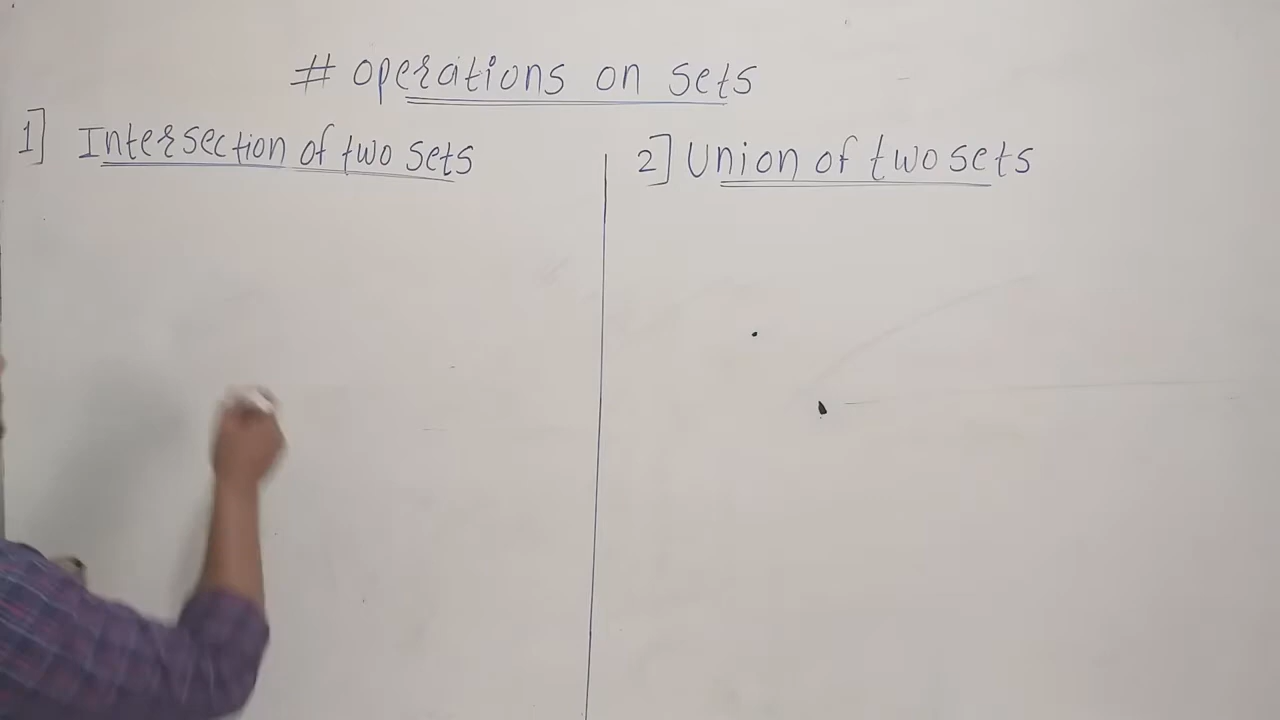 # operations on sets
1] Intersection of two sets
2] Union of two sets